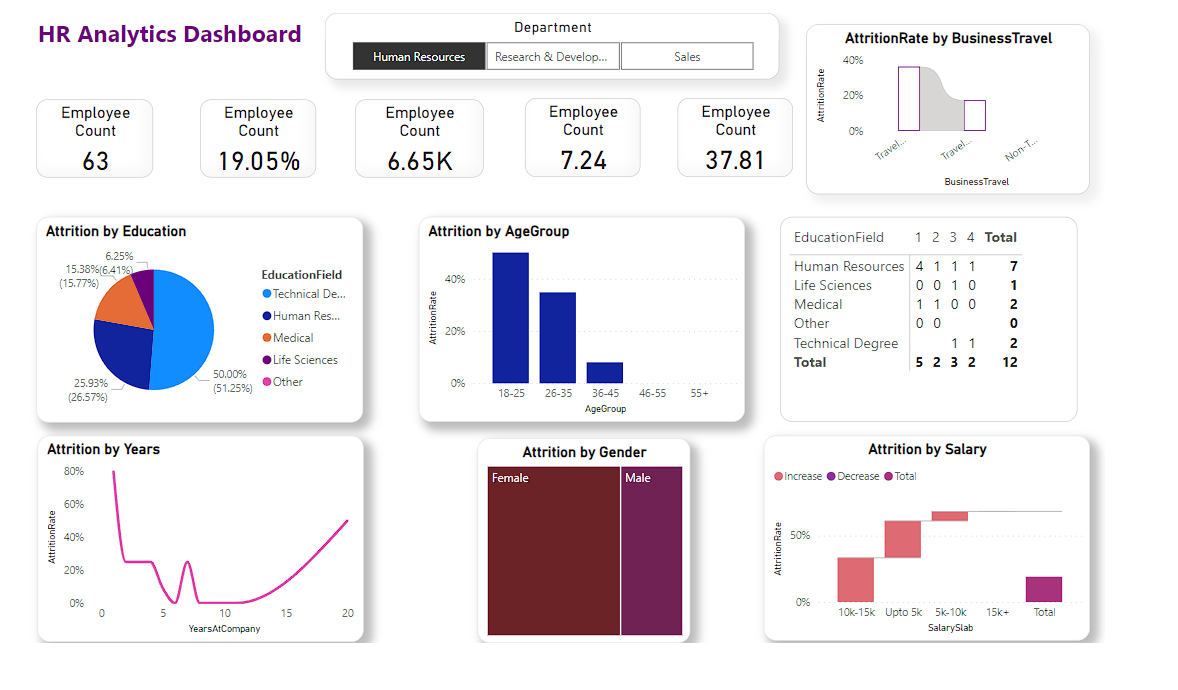 HR Analytics Dashboard
Department
Human Resources
Research & Develop...
Sales
Employee
Count
63
Employee
Count
19.05%
Employee
Count
6.65K
Employee
Count
7.24
Employee
Count
37.81
AttritionRate by BusinessTravel
AttritionRate
40%
20%
0%
Travel...
Travel...
Non-T...
BusinessTravel
Attrition by Education
6.25%
(6.41%)
15.38%
(15.77%)
25.93%
(26.57%)
50.00%
(51.25%)
EducationField
Technical De...
Human Res...
Medical
Life Sciences
Other
Attrition by AgeGroup
AttritionRate
40%
20%
0%
18-25 26-35 36-45 46-55 55+
AgeGroup
EducationField 1 2 3 4 Total
Human Resources 4 1 1 1 7
Life Sciences 0 0 1 0 1
Medical 1 1 0 0 2
Other 0 0 0
Technical Degree 1 1 2
Total 5 2 3 2 12
Attrition by Years
AttritionRate
80%
60%
40%
20%
0%
0 5 10 15 20
YearsAtCompany
Attrition by Gender
Female
Male
Attrition by Salary
Increase Decrease Total
AttritionRate
50%
0%
10k-15k Upto 5k 5k-10k 15k+ Total
SalarySlab